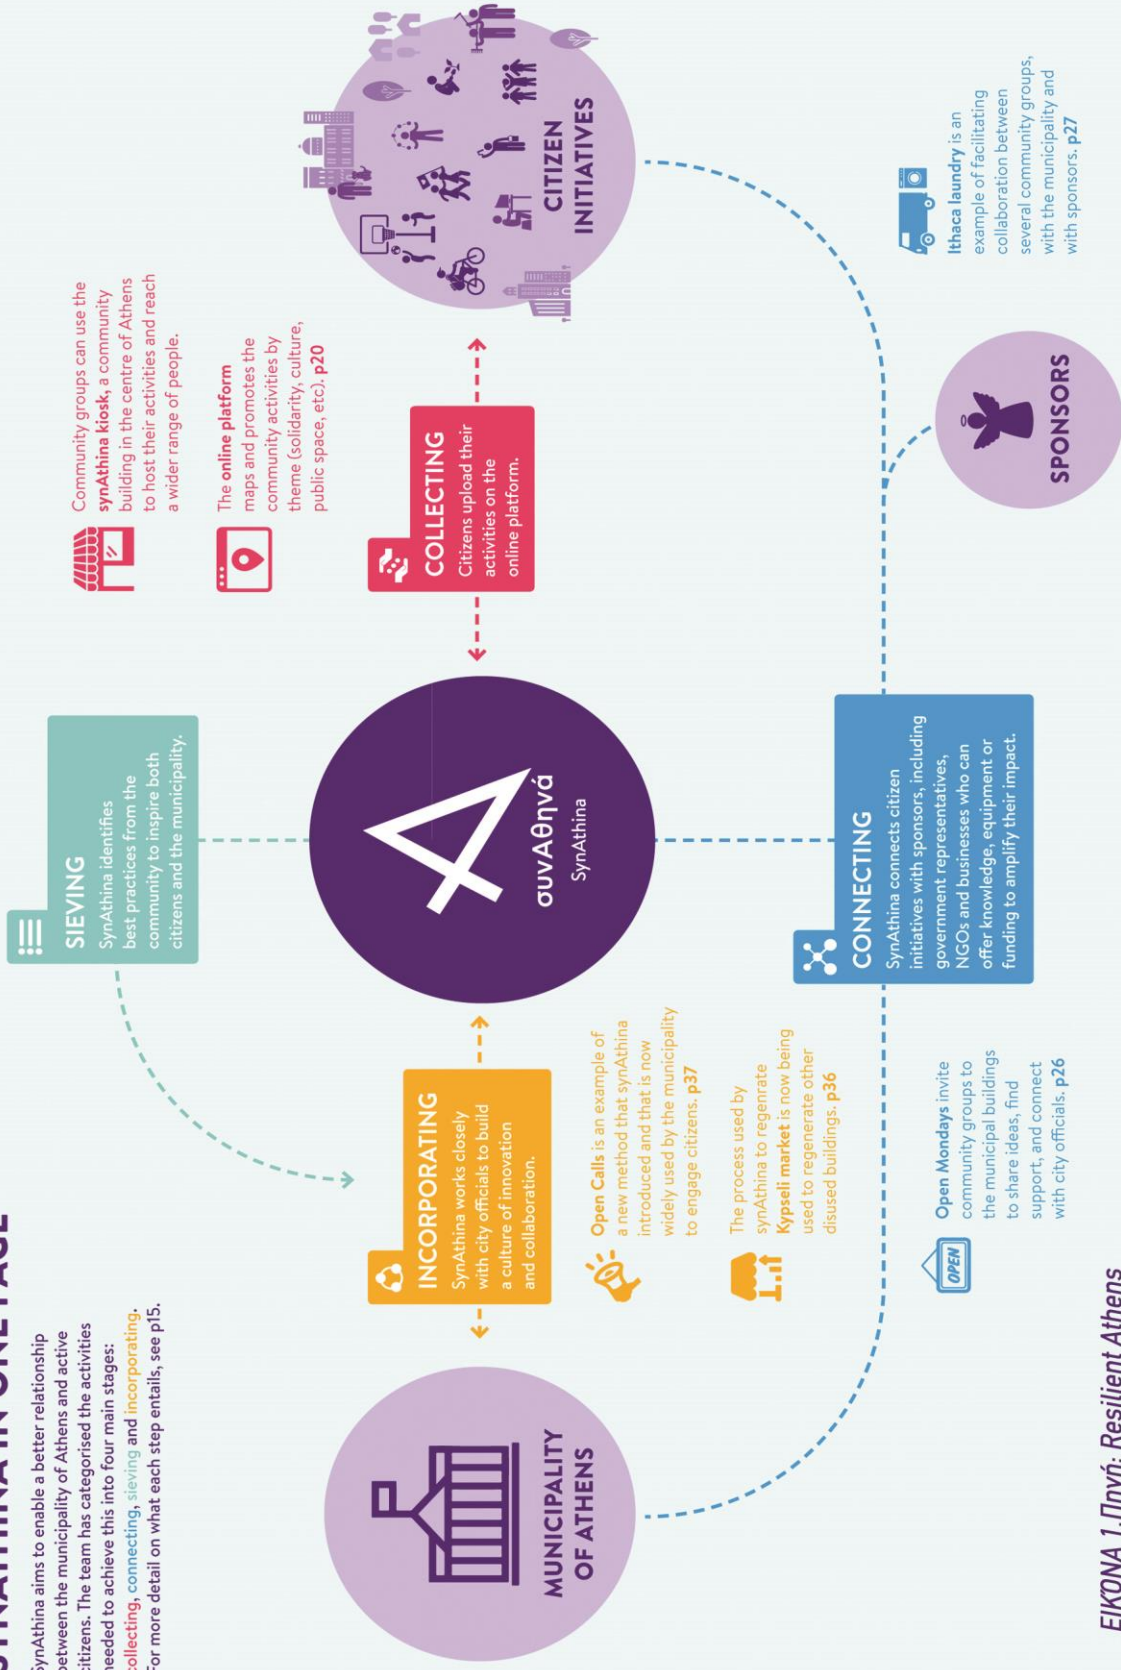 SYNATHINA IN ONE PAGE
SynAthina aims to enable a better relationship
between the municipality of Athens and active
citizens. The team has categorised the activities
needed to achieve this into four main stages:
collecting, connecting, sieving and incorporating.
For more detail on what each step entails, see p15.
SIEVING
SynAthina identifies
best practices from the
community to inspire both
citizens and the municipality.
Community groups can use the
synAthina kiosk, a community
building in the centre of Athens
to host their activities and reach
a wider range of people.
The online platform
maps and promotes the
community activities by
theme (solidarity, culture,
public space, etc). p20
MUNICIPALITY
OF ATHENS
INCORPORATING
SynAthina works closely
with city officials to build
a culture of innovation
and collaboration.
συνΑθηνά
SynAthina
COLLECTING
Citizens upload their
activities on the
online platform.
CITIZEN
INITIATIVES
Open Calls is an example of
a new method that synAthina
introduced and that is now
widely used by the municipality
to engage citizens. p37
The process used by
synAthina to regenrate
Kypseli market is now being
used to regenerate other
disused buildings. p36
OPEN
Open Mondays invite
community groups to
the municipal buildings
to share ideas, find
support, and connect
with city officials. p26
CONNECTING
SynAthina connects citizen
initiatives with sponsors, including
government representatives,
NGOs and businesses who can
offer knowledge, equipment or
funding to amplify their impact.
SPONSORS
Ithaca laundry is an
example of facilitating
collaboration between
several community groups,
with the municipality and
with sponsors. p27
ΕΙΚΌΝΑ 1.Πηγή: Resilient Athens